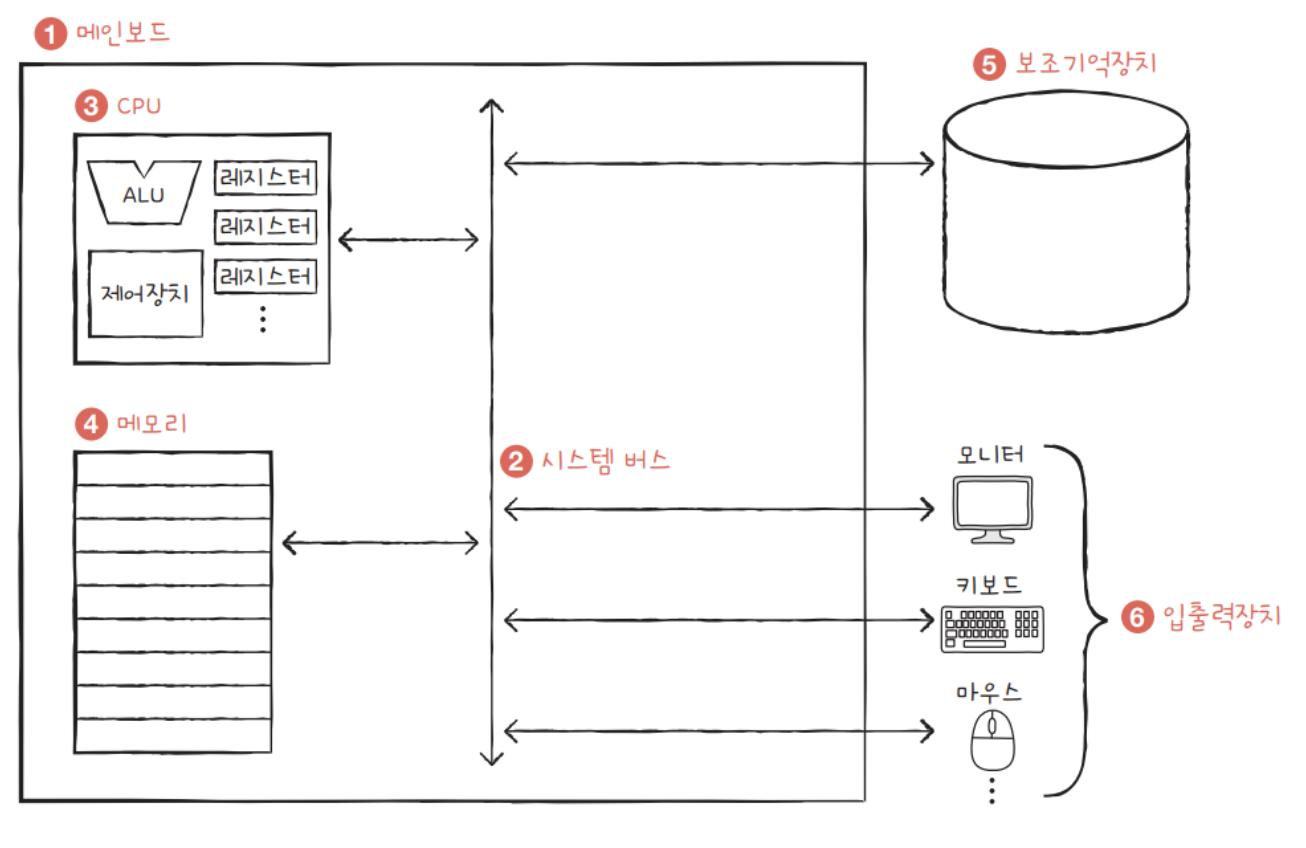 1 메인보드
3 CPU
ALU
레지스터
레지스터
레지스터
제어장치
4 메모리
2 시스템 버스
5 보조기억장치
모니터
키보드
마우스
6 입출력장치